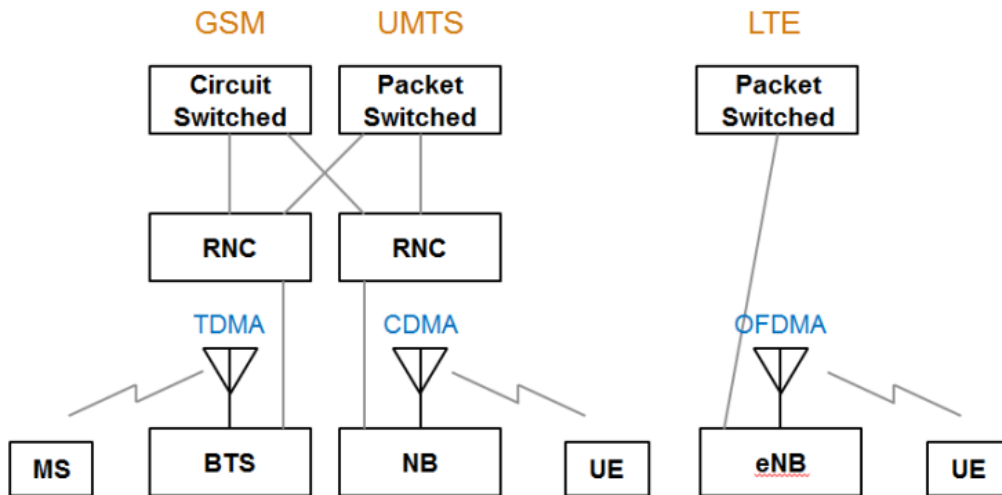 GSM
UMTS
LTE
Circuit
Switched
Packet
Switched
Packet
Switched
RNC
RNC
TDMA
CDMA
OFDMA
MS
BTS
NB
UE
eNB
UE